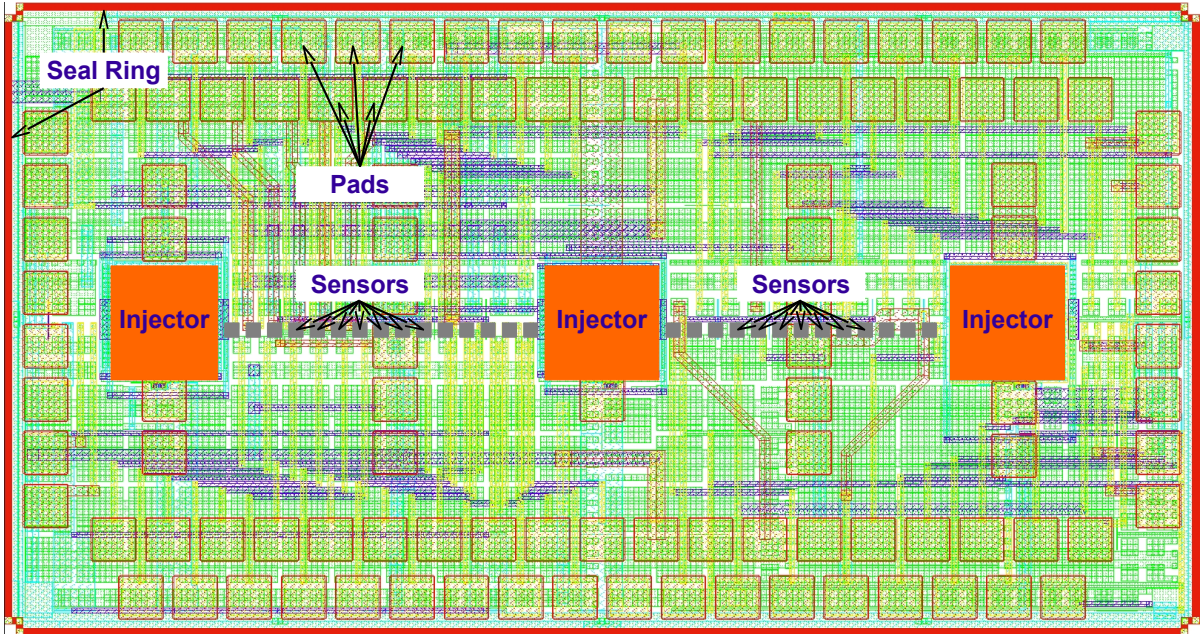 Seal Ring
Pads
Sensors
Sensors
Injector
Injector
Injector